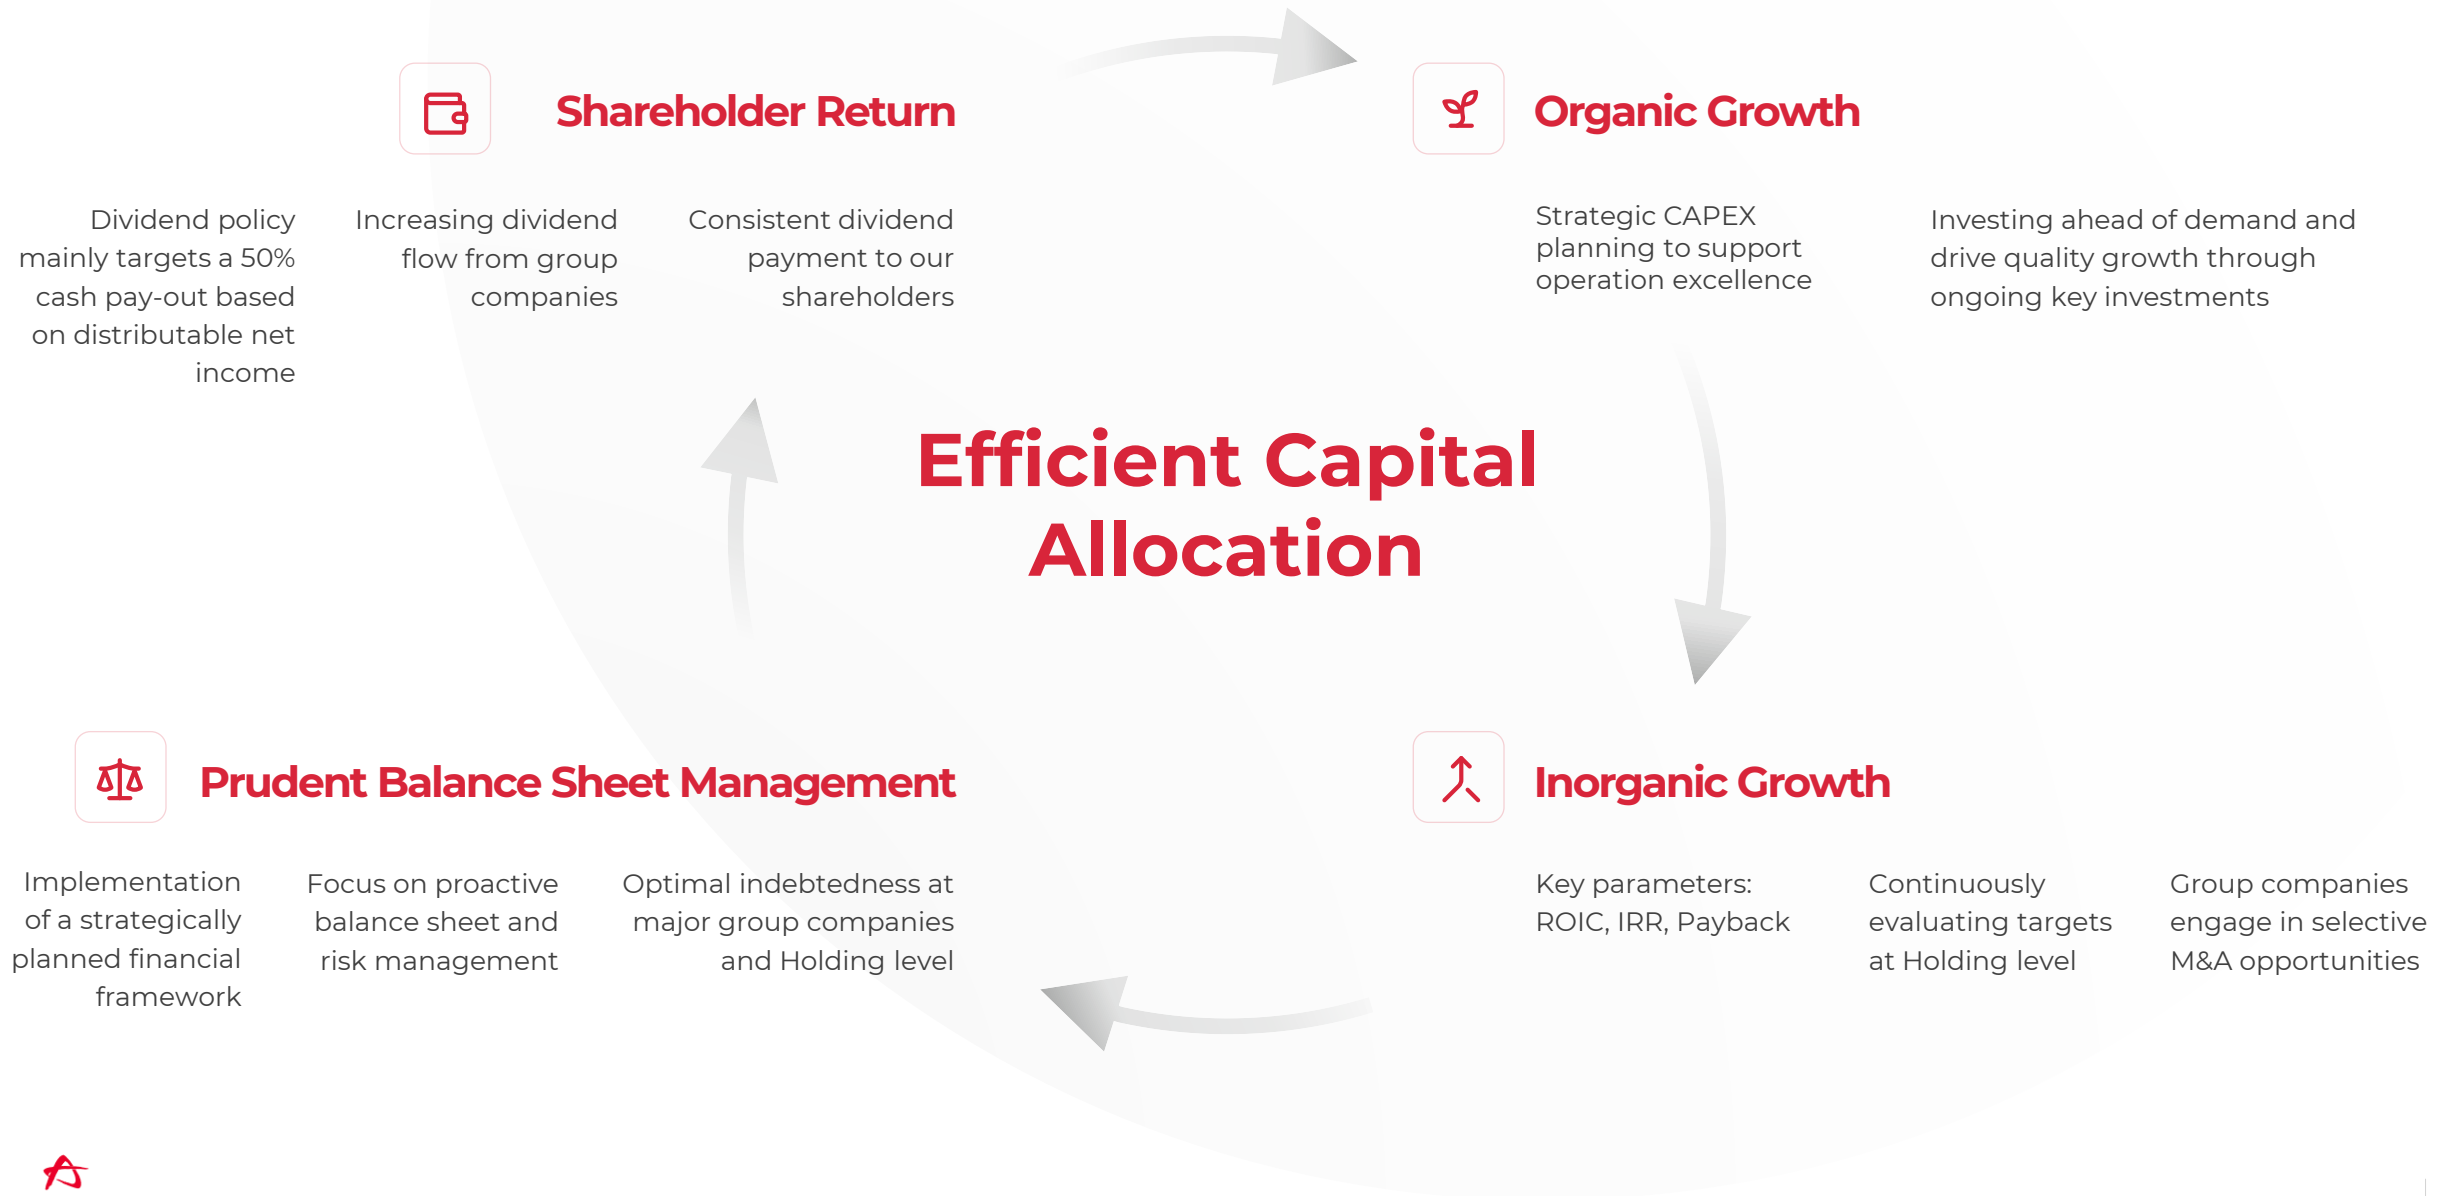 Shareholder Return
Dividend policy
mainly targets a 50%
cash pay-out based
on distributable net
income
Increasing dividend
flow from group
companies
Consistent dividend
payment to our
shareholders
Organic Growth
Strategic CAPEX
planning to support
operation excellence
Investing ahead of demand and
drive quality growth through
ongoing key investments
Efficient Capital
Allocation
Prudent Balance Sheet Management
Implementation
of a strategically
planned financial
framework
Focus on proactive
balance sheet and
risk management
Optimal indebtedness at
major group companies
and Holding level
Inorganic Growth
Key parameters:
ROIC, IRR, Payback
Continuously
evaluating targets
at Holding level
Group companies
engage in selective
M&A opportunities